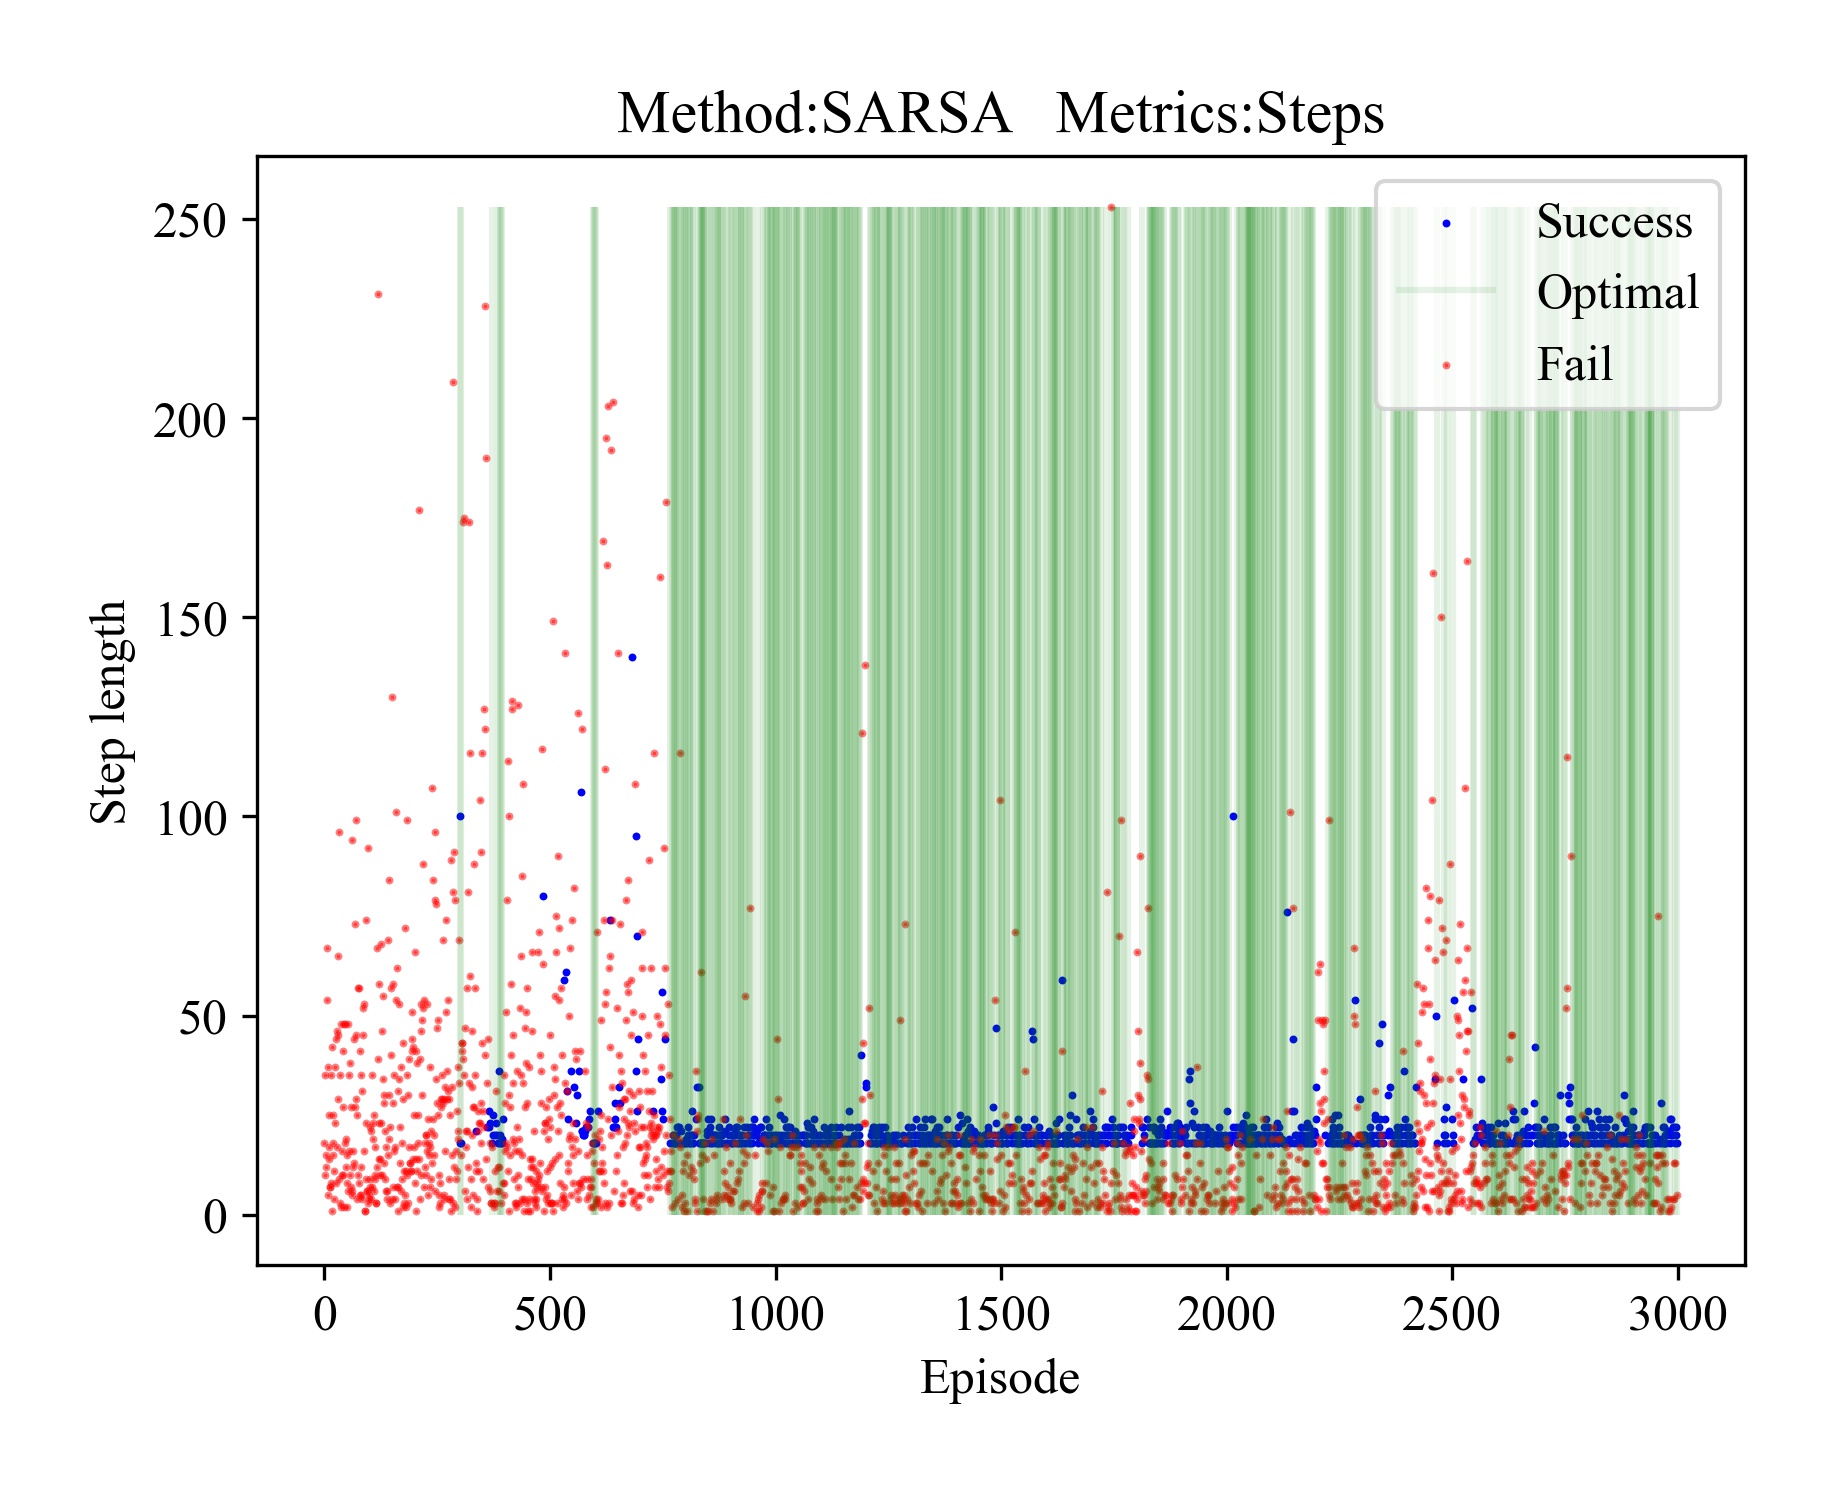 Method:SARSA   Metrics:Steps
250
200
150
100
50
0
Step length
Success
Optimal
Fail
0 500 1000 1500 2000 2500 3000
Episode